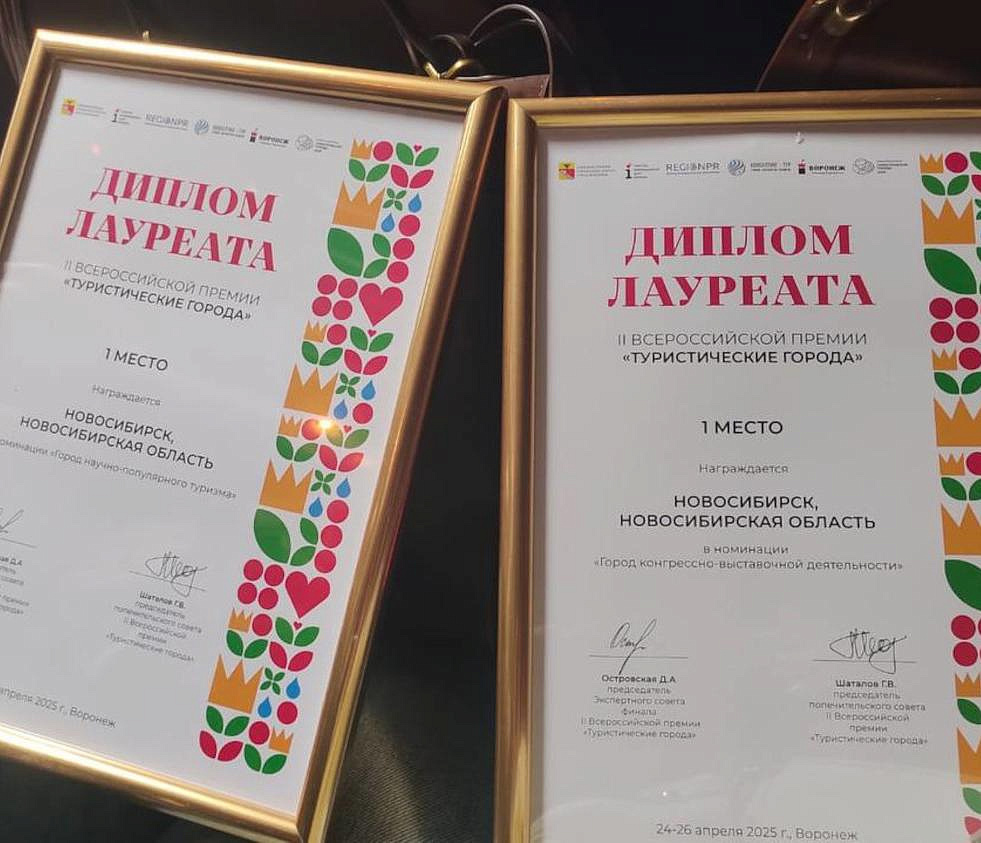 REGIONPR
ВОРОНЕЖ
ДИПЛОМ
ЛАУРЕАТА
II ВСЕРОССИЙСКОЙ ПРЕМИИ
«ТУРИСТИЧЕСКИЕ ГОРОДА»
1 МЕСТО
Награждается
НОВОСИБИРСК,
НОВОСИБИРСКАЯ ОБЛАСТЬ
«Город научно-популярного туризма»
Шаталов Г.В.
председатель
попечительского совета
II Всероссийской
премии
«Туристические города»
апреля 2025 г., Воронеж
REGIONPR
ВОРОНЕЖ
ДИПЛОМ
ЛАУРЕАТА
II ВСЕРОССИЙСКОЙ ПРЕМИИ
«ТУРИСТИЧЕСКИЕ ГОРОДА»
1 МЕСТО
Награждается
НОВОСИБИРСК,
НОВОСИБИРСКАЯ ОБЛАСТЬ
в номинации
«Город конгрессно-выставочной деятельности»
Островская Д.А
председатель
Экспертного совета
финала
II Всероссийской премии
«Туристические города»
Шаталов Г.В.
председатель
попечительского совета
II Всероссийской
премии
«Туристические города»
24-26 апреля 2025 г., Воронеж